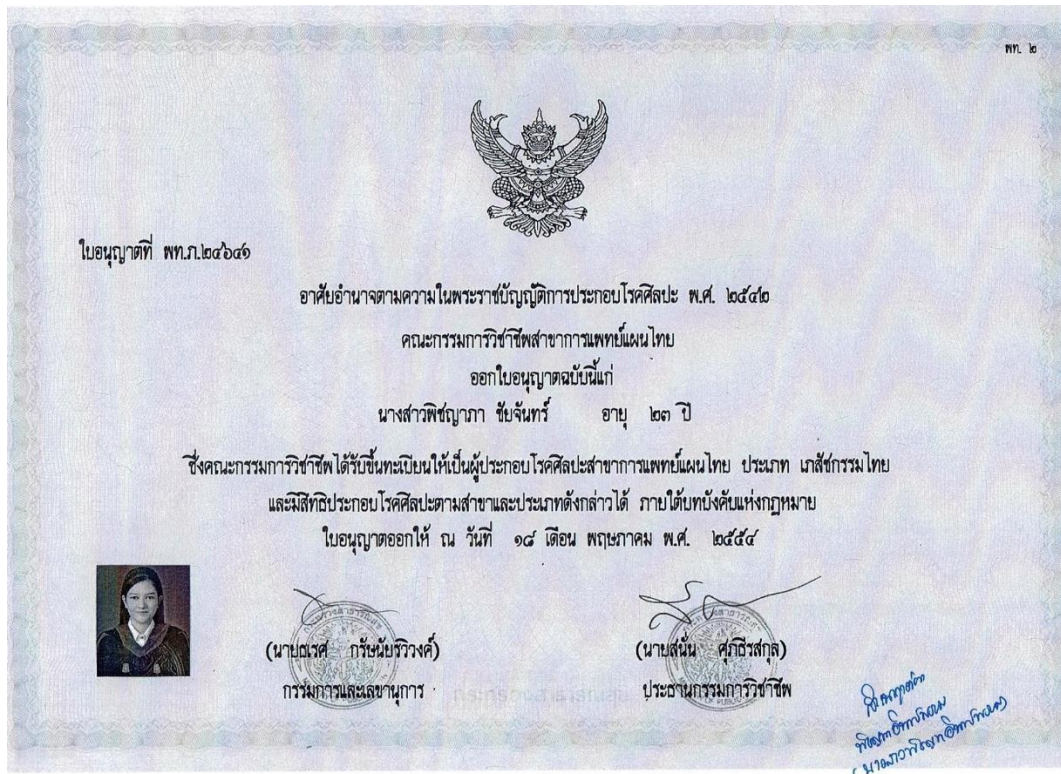 พท. ๒
ใบอนุญาตที่ พท.ภ.๒๔๖๔๑
อาศัยอำนาจตามความในพระราชบัญญัติการประกอบโรคศิลปะ พ.ศ. ๒๕๔๒
คณะกรรมการวิชาชีพสาขาการแพทย์แผนไทย
ออกใบอนุญาตฉบับนี้แก่
นางสาวพิชญาภา ชัยจันทร์ อายุ ๒๓ ปี
ซึ่งคณะกรรมการวิชาชีพได้รับขึ้นทะเบียนให้เป็นผู้ประกอบโรคศิลปะสาขาการแพทย์แผนไทย ประเภท เภสัชกรรมไทย
และมีสิทธิประกอบโรคศิลปะตามสาขาและประเภทดังกล่าวได้ ภายใต้บทบังคับแห่งกฎหมาย
ใบอนุญาตออกให้ ณ วันที่ ๑๘ เดือน พฤษภาคม พ.ศ. ๒๕๕๔
(นายธเรศ กรัษนัยรวิวงค์) (นายสนั่น ศุภธีรสกุล)
กรรมการและเลขานุการ ประธานกรรมการวิชาชีพ
กระทรวงสาธารณสุข